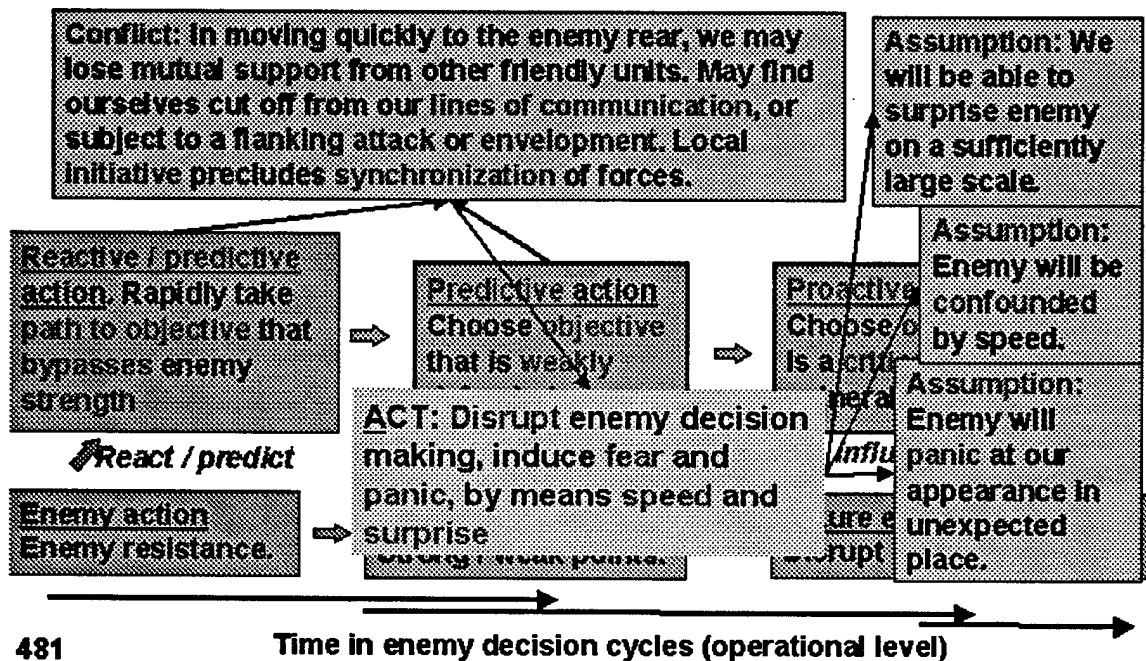 Conflict: In moving quickly to the enemy rear, we may
lose mutual support from other friendly units. May find
ourselves cut off from our lines of communication, or
subject to a flanking attack or envelopment. Local
initiative precludes synchronization of forces.
Assumption: We
will be able to
surprise enemy
on a sufficiently
large scale.
Assumption:
Enemy will be
confounded
by speed.
Assumption:
Enemy will
panic at our
appearance in
unexpected
place.
Reactive / predictive
action. Rapidly take
path to objective that
bypasses enemy
strength
Predictive action
Choose objective
that is weakly
Proactive
Choose
is a
ACT: Disrupt enemy decision
making, induce fear and
panic, by means speed and
surprise
React / predict
Enemy action
Enemy resistance.
Strong / weak points.
481
Time in enemy decision cycles (operational level)